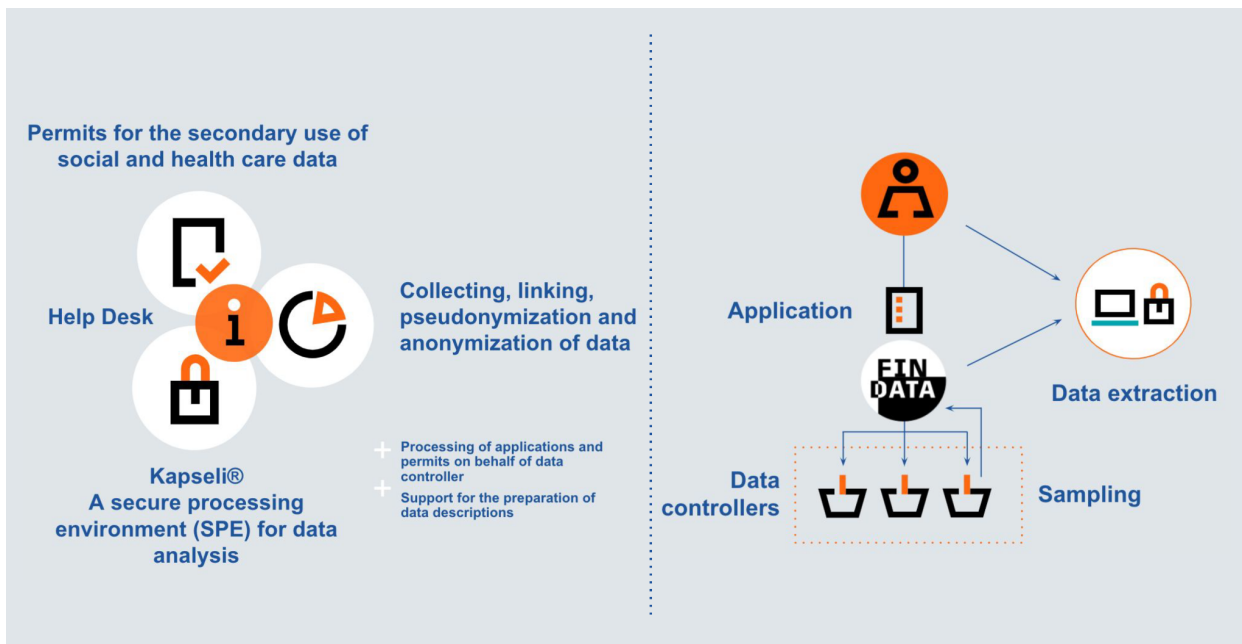 Permits for the secondary use of
social and health care data
Help Desk
Collecting, linking,
pseudonymization and
anonymization of data
Kapseli®
A secure processing
environment (SPE) for data
analysis
Processing of applications and
permits on behalf of data
controller
Support for the preparation of
data descriptions
Application
FIN
DATA
Data extraction
Data
controllers
Sampling